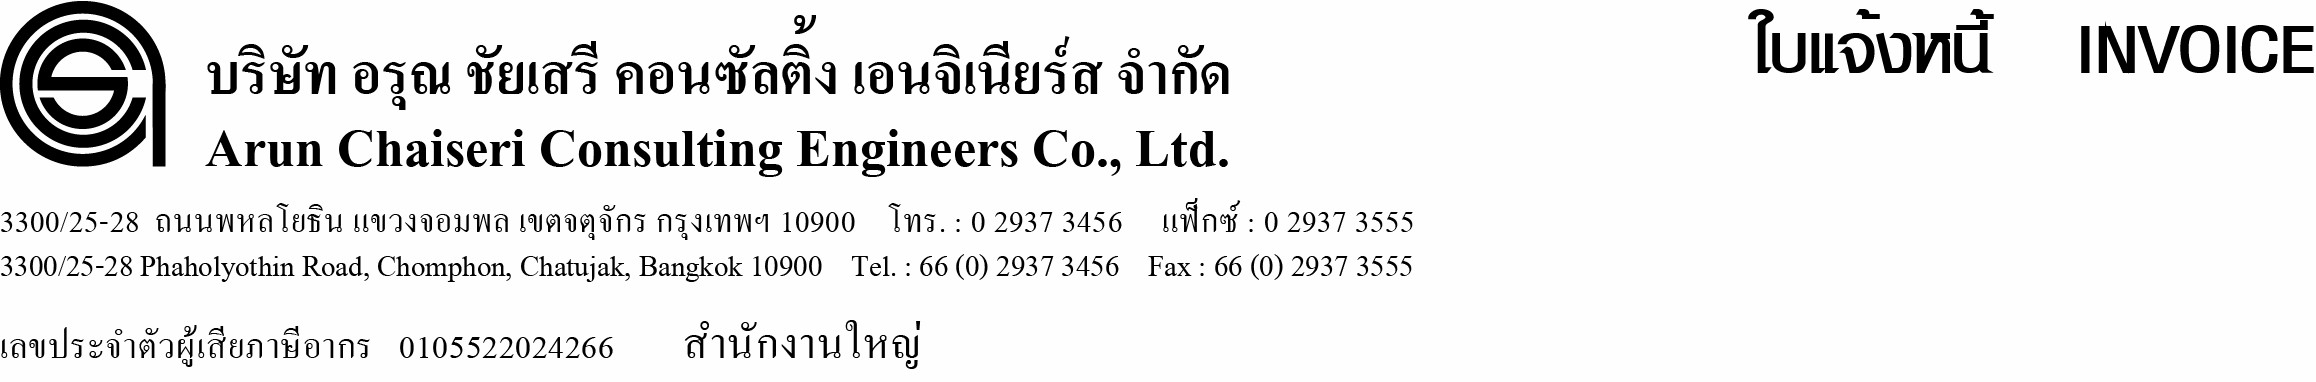 บริษัท อรุณ ชัยเสรี คอนซัลติ้ง เอนจิเนียร์ส จำกัด
ใบแจ้งหนี้ INVOICE
Arun Chaiseri Consulting Engineers Co., Ltd.
3300/25-28 ถนนพหลโยธิน แขวงจอมพล เขตจตุจักร กรุงเทพฯ 10900 โทร. : 0 2937 3456 แฟ็กซ์ : 0 2937 3555
3300/25-28 Phaholyothin Road, Chomphon, Chatujak, Bangkok 10900 Tel. : 66 (0) 2937 3456 Fax : 66 (0) 2937 3555
เลขประจำตัวผู้เสียภาษีอากร 0105522024266 สำนักงานใหญ่